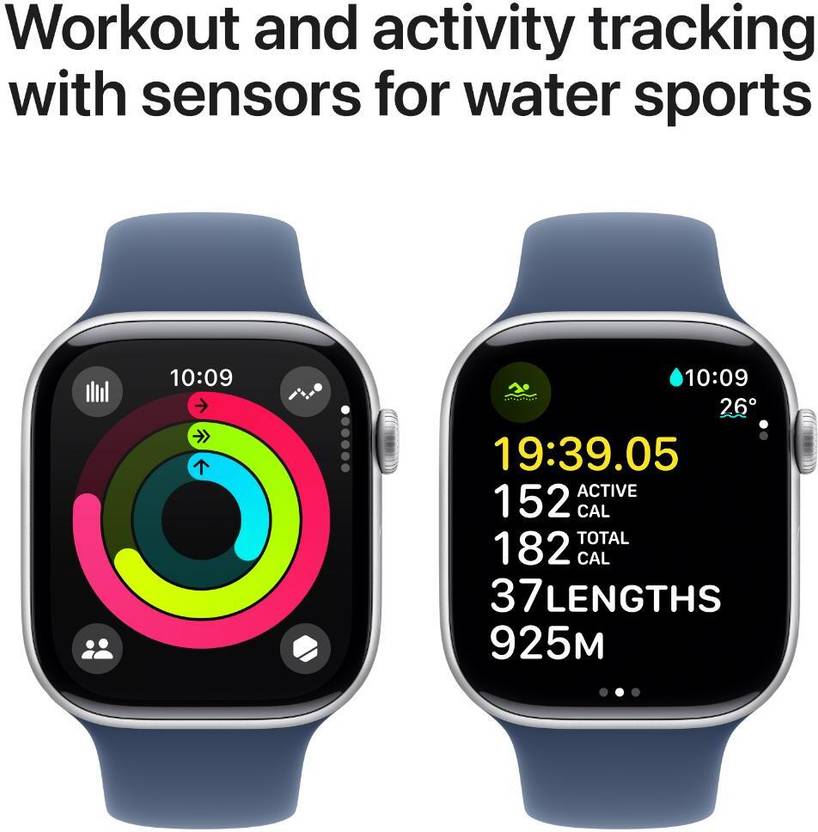 Workout and activity tracking
with sensors for water sports
10:09
10:09
26°
19:39.05
152 ACTIVE CAL
182 TOTAL CAL
37LENGTHS
925M